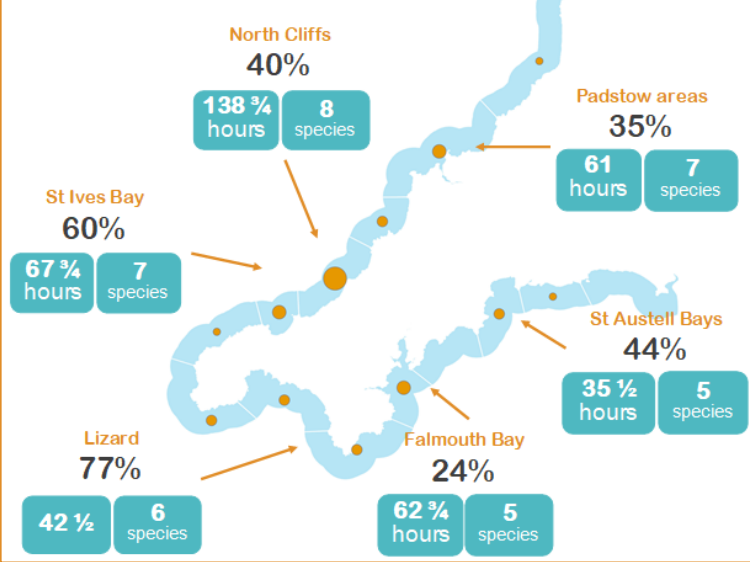 North Cliffs
40%
138 ¾
hours
8
species
Padstow areas
35%
61
hours
7
species
St Ives Bay
60%
67 ¾
hours
7
species
St Austell Bays
44%
35 ½
hours
5
species
Lizard
77%
42 ½
6
species
Falmouth Bay
24%
62 ¾
hours
5
species